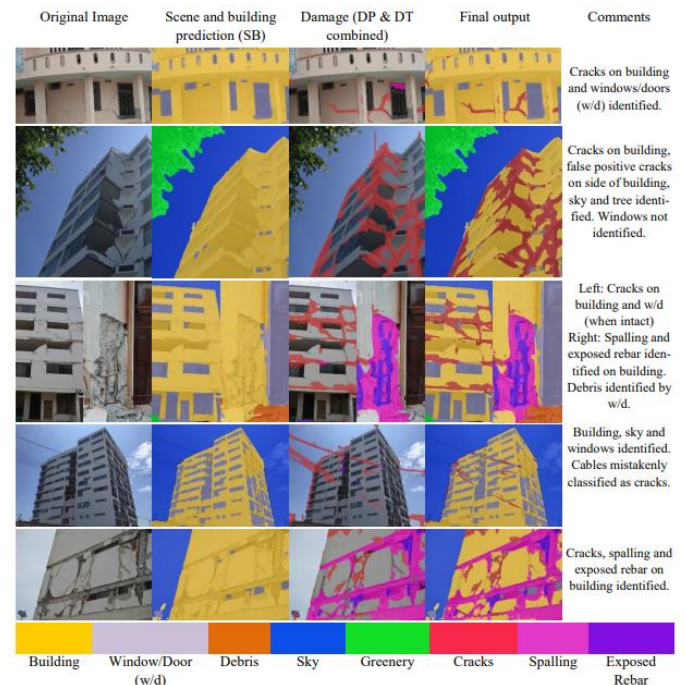 Original Image
Scene and building
prediction (SB)
Damage (DP & DT
combined)
Final output
Comments
Cracks on building
and windows/doors
(w/d) identified.
Cracks on building,
false positive cracks
on side of building,
sky and tree identi-
fied. Windows not
identified.
Left: Cracks on
building and w/d
(when intact)
Right: Spalling and
exposed rebar iden-
tified on building.
Debris identified by
w/d.
Building, sky and
windows identified.
Cables mistakenly
classified as cracks.
Cracks, spalling and
exposed rebar on
building identified.
Building
Window/Door
(w/d)
Debris
Sky
Greenery
Cracks
Spalling
Exposed
Rebar